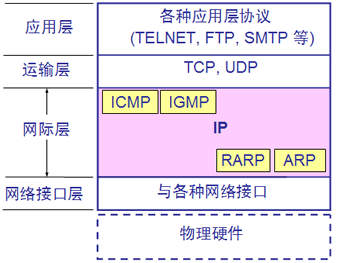 应用层
各种应用层协议
(TELNET, FTP, SMTP 等)
运输层
TCP, UDP
网际层
ICMP
IGMP
IP
RARP
ARP
网络接口层
与各种网络接口
物理硬件